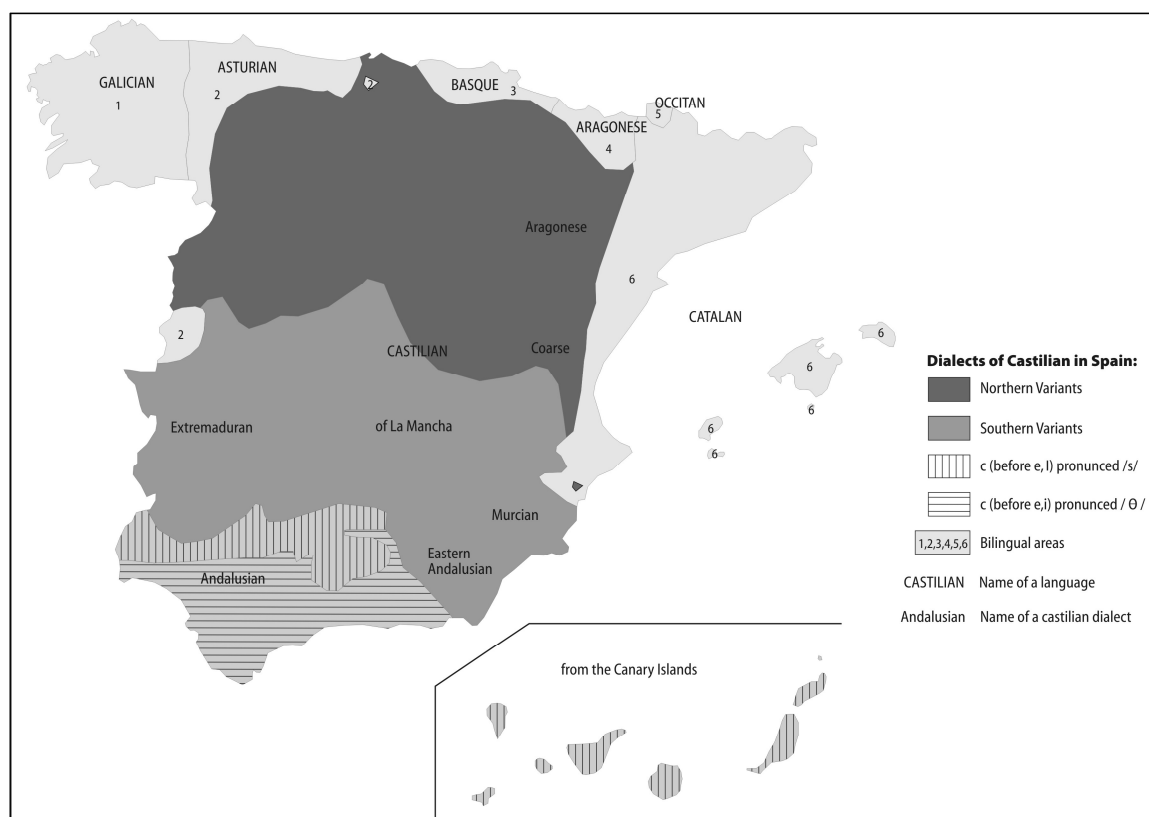 GALICIAN
1
ASTURIAN
2
2
BASQUE
3
OCCITAN
5
ARAGONESE
4
Aragonese
6
CATALAN
2
CASTILIAN
Coarse
6
6
6
6
6
Extremaduran
of La Mancha
Murcian
Eastern
Andalusian
Andalusian
from the Canary Islands
Dialects of Castilian in Spain:
Northern Variants
Southern Variants
c (before e, I) pronunced /s/
c (before e,i) pronunced / θ /
1,2,3,4,5,6 Bilingual areas
CASTILIAN Name of a language
Andalusian Name of a castilian dialect